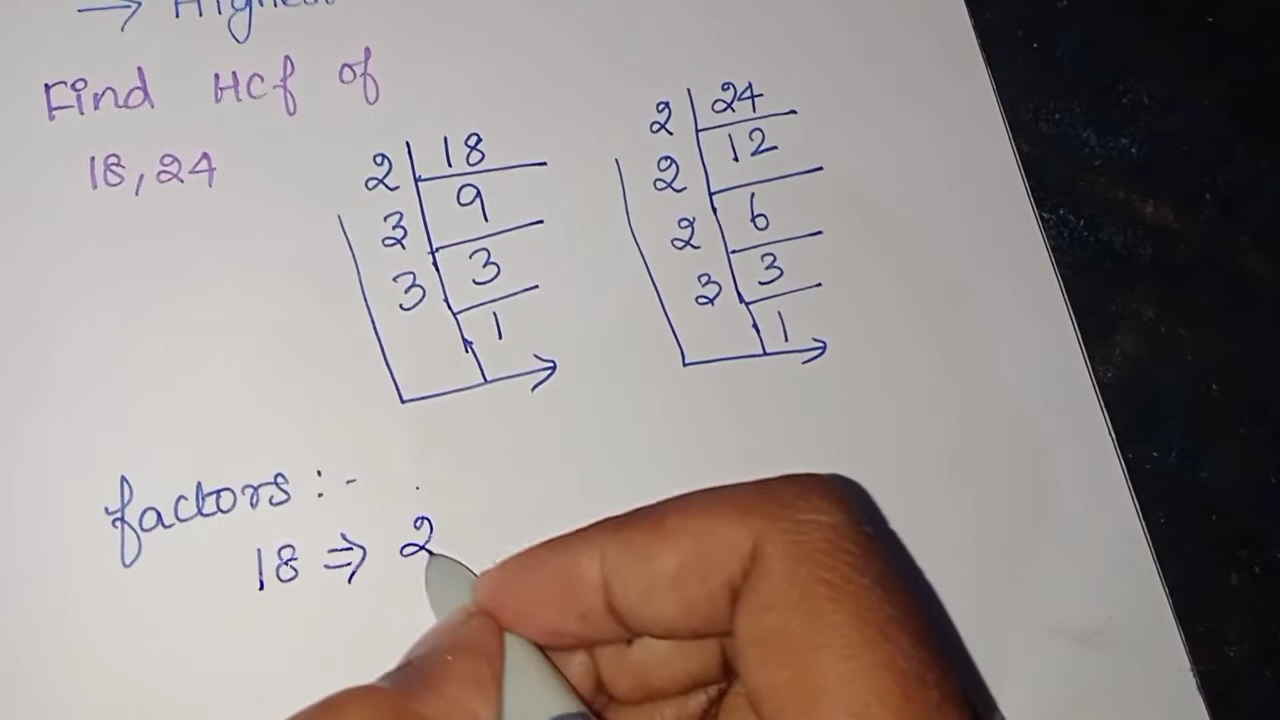 → Highest
Find HCf of
18, 24
2 | 18
3 | 9
3 | 3
1
2 | 24
2 | 12
2 | 6
3 | 3
1
factors :-
18 ⇒ 2